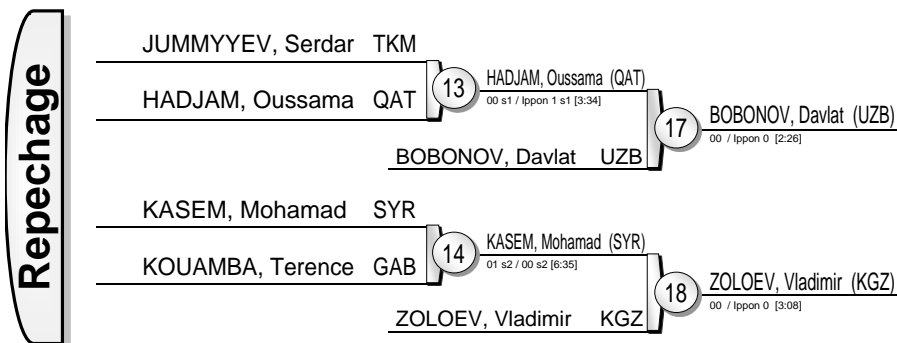 Repechage
JUMMYYEV, Serdar TKM
HADJAM, Oussama QAT
13
HADJAM, Oussama (QAT)
00 s1 / Ippon 1 s1 [3:34]
BOBONOV, Davlat UZB
17
BOBONOV, Davlat (UZB)
00 / Ippon 0 [2:26]
KASEM, Mohamad SYR
KOUAMBA, Terence GAB
14
KASEM, Mohamad (SYR)
01 s2 / 00 s2 [6:35]
ZOLOEV, Vladimir KGZ
18
ZOLOEV, Vladimir (KGZ)
00 / Ippon 0 [3:08]